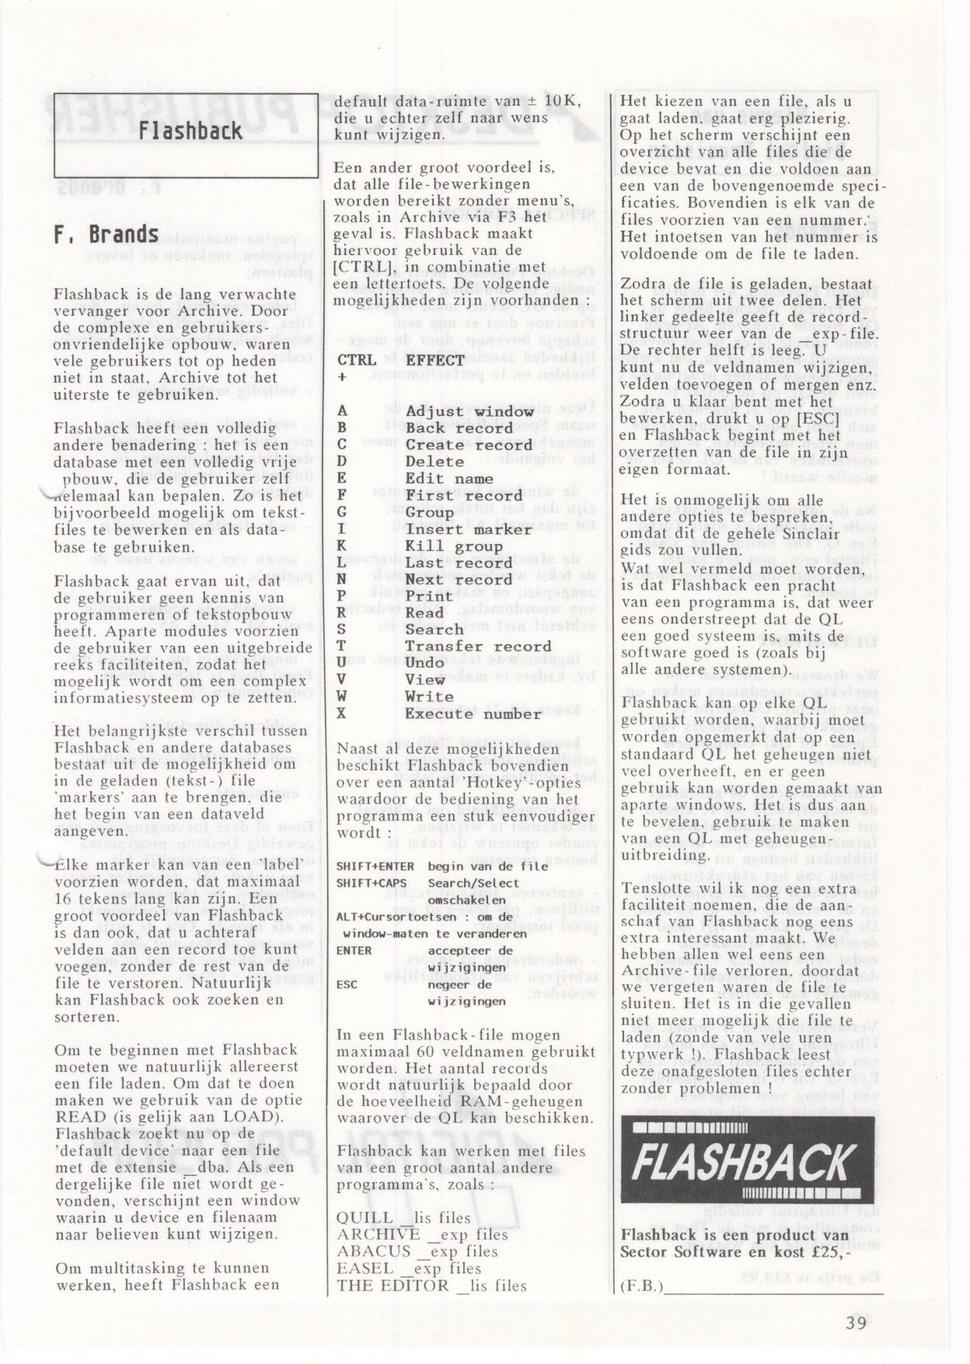 Flashback
F. Brands
Flashback is de lang verwachte
vervanger voor Archive. Door
de complexe en gebruikers-
onvriendelijke opbouw, waren
vele gebruikers tot op heden
niet in staat, Archive tot het
uiterste te gebruiken.
Flashback heeft een volledig
andere benadering : het is een
database met een volledig vrije
pbouw, die de gebruiker zelf
helemaal kan bepalen. Zo is het
bijvoorbeeld mogelijk om tekst-
files te bewerken en als data-
base te gebruiken.
Flashback gaat ervan uit, dat
de gebruiker geen kennis van
programmeren of tekstopbouw
heeft. Aparte modules voorzien
de gebruiker van een uitgebreide
reeks faciliteiten, zodat het
mogelijk wordt om een complex
informatiesysteem op te zetten.
Het belangrijkste verschil tussen
Flashback en andere databases
bestaat uit de mogelijkheid om
in de geladen (tekst-) file
'markers' aan te brengen, die
het begin van een dataveld
aangeven.
Elke marker kan van een 'label'
voorzien worden, dat maximaal
16 tekens lang kan zijn. Een
groot voordeel van Flashback
is dan ook, dat u achteraf
velden aan een record toe kunt
voegen, zonder de rest van de
file te verstoren. Natuurlijk
kan Flashback ook zoeken en
sorteren.
Om te beginnen met Flashback
moeten we natuurlijk allereerst
een file laden. Om dat te doen
maken we gebruik van de optie
READ (is gelijk aan LOAD).
Flashback zoekt nu op de
'default device' naar een file
met de extensie _dba. Als een
dergelijke file niet wordt ge-
vonden, verschijnt een window
waarin u device en filenaam
naar believen kunt wijzigen.
Om multitasking te kunnen
werken, heeft Flashback een
default data-ruimte van ± 10K,
die u echter zelf naar wens
kunt wijzigen.
Een ander groot voordeel is,
dat alle file-bewerkingen
worden bereikt zonder menu's,
zoals in Archive via F3 het
geval is. Flashback maakt
hiervoor gebruik van de
[CTRL], in combinatie met
een lettertoets. De volgende
mogelijkheden zijn voorhanden :
CTRL EFFECT
+
A Adjust window
B Back record
C Create record
D Delete
E Edit name
F First record
G Group
I Insert marker
K Kill group
L Last record
N Next record
P Print
R Read
S Search
T Transfer record
U Undo
V View
W Write
X Execute number
Naast al deze mogelijkheden
beschikt Flashback bovendien
over een aantal 'Hotkey'-opties
waardoor de bediening van het
programma een stuk eenvoudiger
wordt :
SHIFT+ENTER begin van de file
SHIFT+CAPS Search/Select
omschakelen
ALT+Cursortoetsen : om de
window-maten te veranderen
ENTER accepteer de
wijzigingen
ESC negeer de
wijzigingen
In een Flashback-file mogen
maximaal 60 veldnamen gebruikt
worden. Het aantal records
wordt natuurlijk bepaald door
de hoeveelheid RAM-geheugen
waarover de QL kan beschikken.
Flashback kan werken met files
van een groot aantal andere
programma's, zoals :
QUILL _lis files
ARCHIVE _exp files
ABACUS _exp files
EASEL _exp files
THE EDITOR _lis files
Het kiezen van een file, als u
gaat laden, gaat erg plezierig.
Op het scherm verschijnt een
overzicht van alle files die de
device bevat en die voldoen aan
een van de bovengenoemde speci-
ficaties. Bovendien is elk van de
files voorzien van een nummer.
Het intoetsen van het nummer is
voldoende om de file te laden.
Zodra de file is geladen, bestaat
het scherm uit twee delen. Het
linker gedeelte geeft de record-
structuur weer van de _exp-file.
De rechter helft is leeg. U
kunt nu de veldnamen wijzigen,
velden toevoegen of mergen enz.
Zodra u klaar bent met het
bewerken, drukt u op [ESC]
en Flashback begint met het
overzetten van de file in zijn
eigen formaat.
Het is onmogelijk om alle
andere opties te bespreken,
omdat dit de gehele Sinclair
gids zou vullen.
Wat wel vermeld moet worden,
is dat Flashback een pracht
van een programma is, dat weer
eens onderstreept dat de QL
een goed systeem is, mits de
software goed is (zoals bij
alle andere systemen).
Flashback kan op elke QL
gebruikt worden, waarbij moet
worden opgemerkt dat op een
standaard QL het geheugen niet
veel overheeft, en er geen
gebruik kan worden gemaakt van
aparte windows. Het is dus aan
te bevelen, gebruik te maken
van een QL met geheugen-
uitbreiding.
Tenslotte wil ik nog een extra
faciliteit noemen, die de aan-
schaf van Flashback nog eens
extra interessant maakt. We
hebben allen wel eens een
Archive-file verloren, doordat
we vergeten waren de file te
sluiten. Het is in die gevallen
niet meer mogelijk die file te
laden (zonde van vele uren
typwerk !). Flashback leest
deze onafgesloten files echter
zonder problemen !
FLASHBACK
Flashback is een product van
Sector Software en kost £25,-
(F.B.)
39